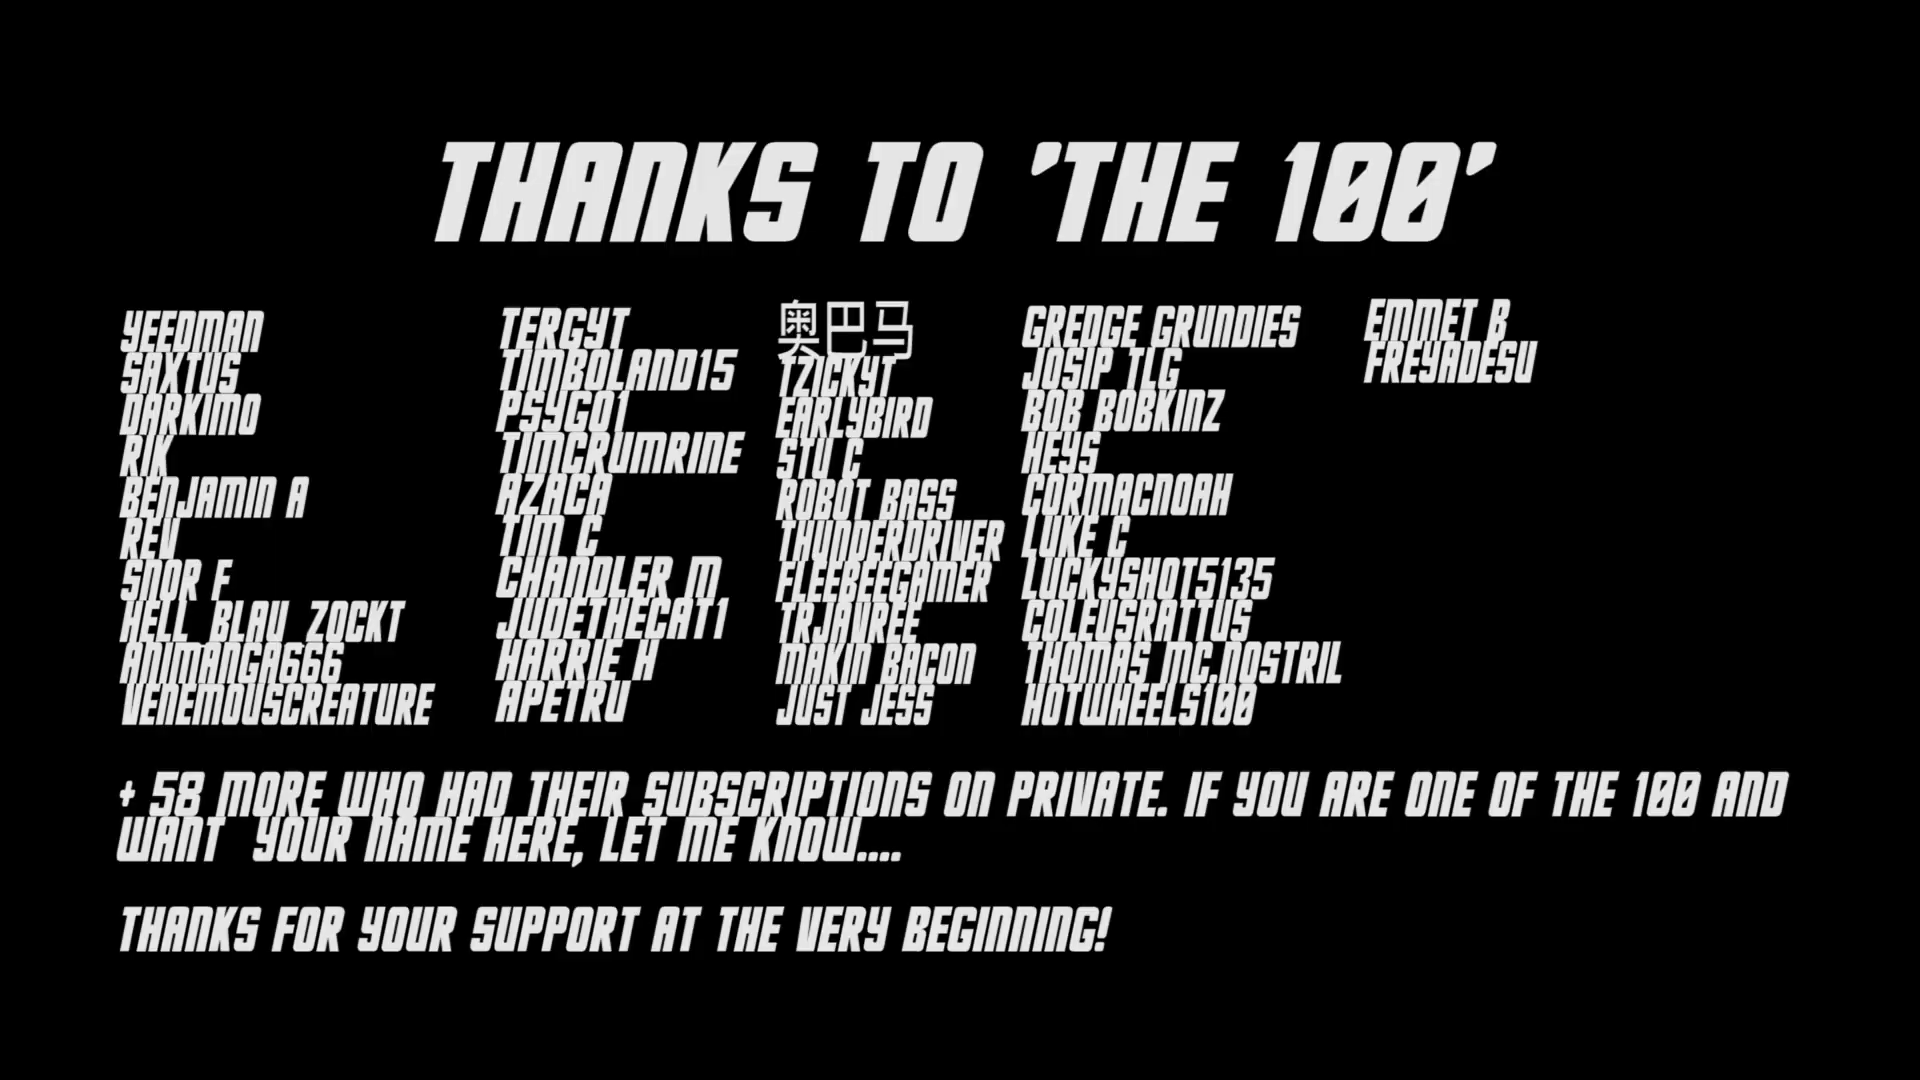 THANKS TO 'THE 100'
YEEDMAN
SAXTUS
DARKIMO
RIK
BENJAMIN A
REV
SNOR F
HELL_BLAU_ZOCKT
ANIMANGA666
VENEMOUSCREATURE
TERGYT
TIMBOLAND15
PSYGO1
TIMCRUMRINE
AZACA
TIM C
CHANDLER M
JUDETHECAT1
HARRIE H
APETRU
奥巴马
TZICKYT
EARLYBIRD
STU C
ROBOT BASS
THUNDERDRIVER
FLEEBEEGAMER
TRJAVREE
MAKIN BACON
JUST JESS
GREDGE GRUNDIES
JOSIP TLG
BOB BOBKINZ
HEYS
CORMACNOAH
LUKE C
LUCKYSHOT5135
COLEUSRATTUS
THOMAS MC.NOSTRIL
HOTWHEELS100
EMMET B
FREYADESU
+ 58 MORE WHO HAD THEIR SUBSCRIPTIONS ON PRIVATE. IF YOU ARE ONE OF THE 100 AND
WANT YOUR NAME HERE, LET ME KNOW....
THANKS FOR YOUR SUPPORT AT THE VERY BEGINNING!